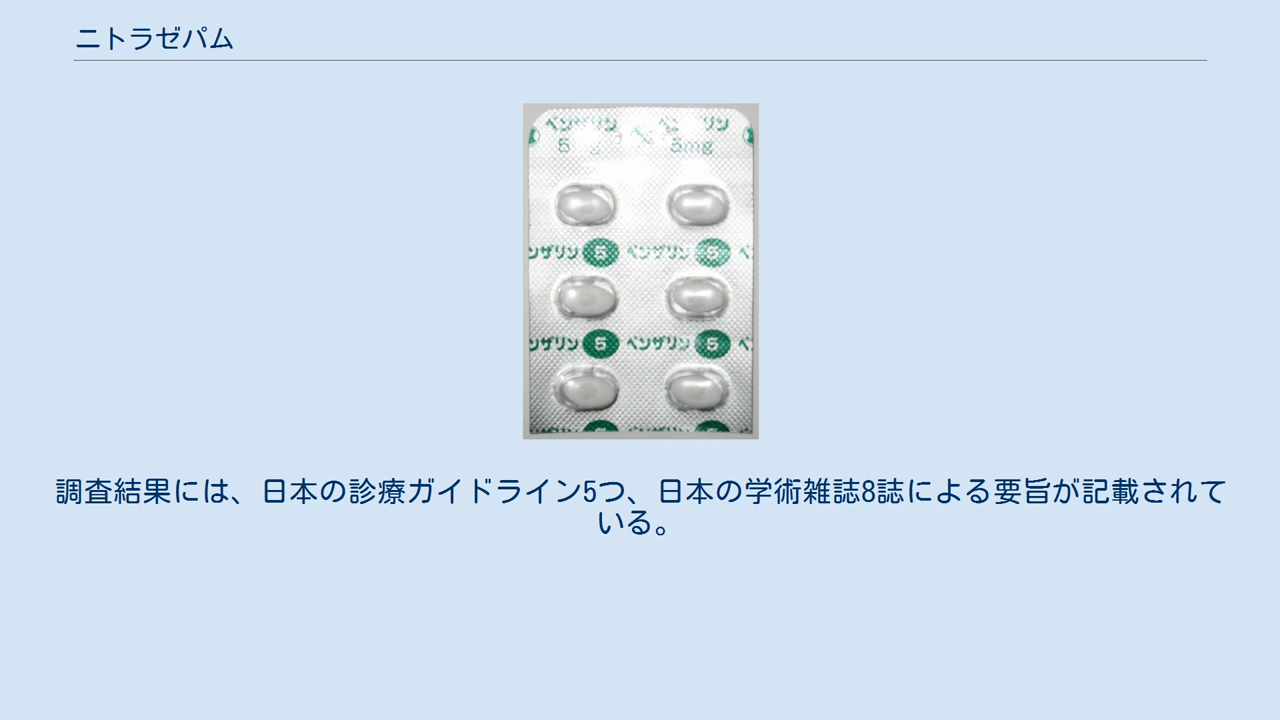 ニトラゼパム
ベンザリン ベ リン
5 g 5mg
ンザリン 5 ベンザリン 5 ベ
ンザリン 5 ベンザリン 5 ベ
調査結果には、日本の診療ガイドライン5つ、日本の学術雑誌8誌による要旨が記載されて
いる。